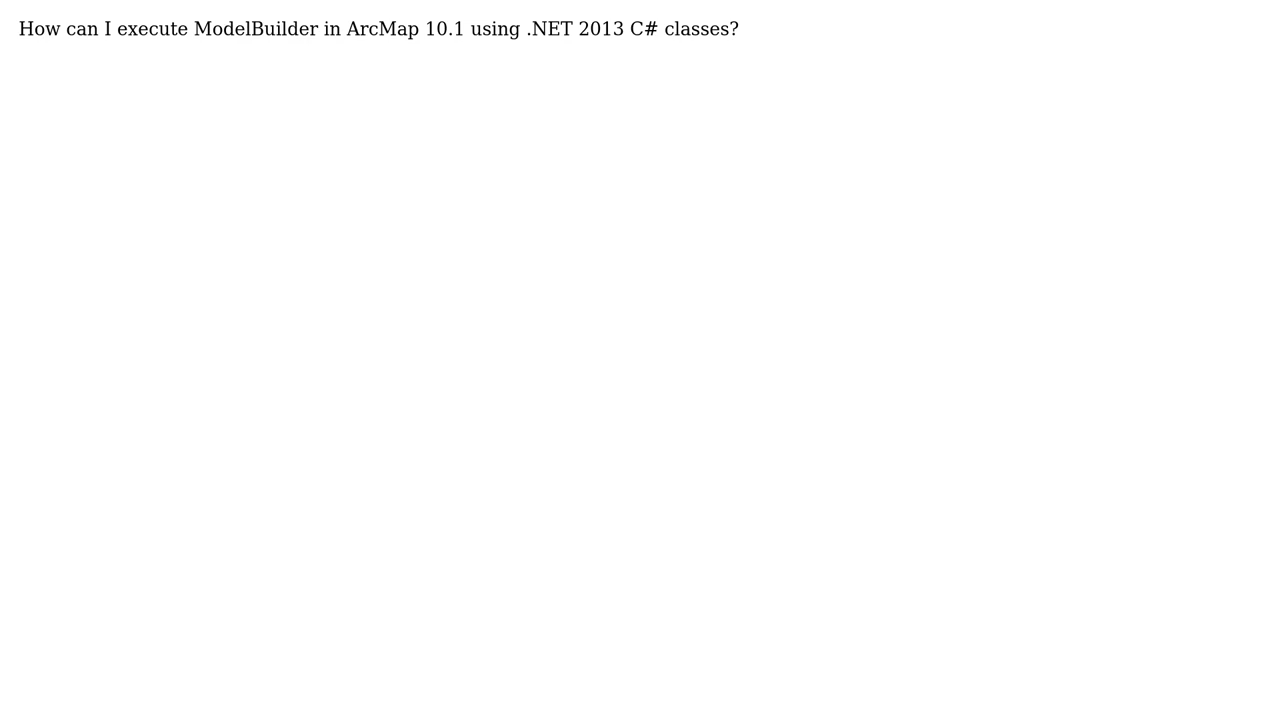 How can I execute ModelBuilder in ArcMap 10.1 using .NET 2013 C# classes?